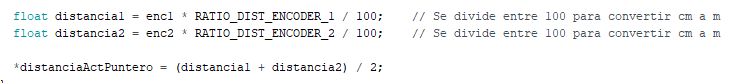 float distancia1 = enc1 * RATIO_DIST_ENCODER_1 / 100;    // Se divide entre 100 para convertir cm a m
float distancia2 = enc2 * RATIO_DIST_ENCODER_2 / 100;    // Se divide entre 100 para convertir cm a m
*distanciaActPuntero = (distancia1 + distancia2) / 2;